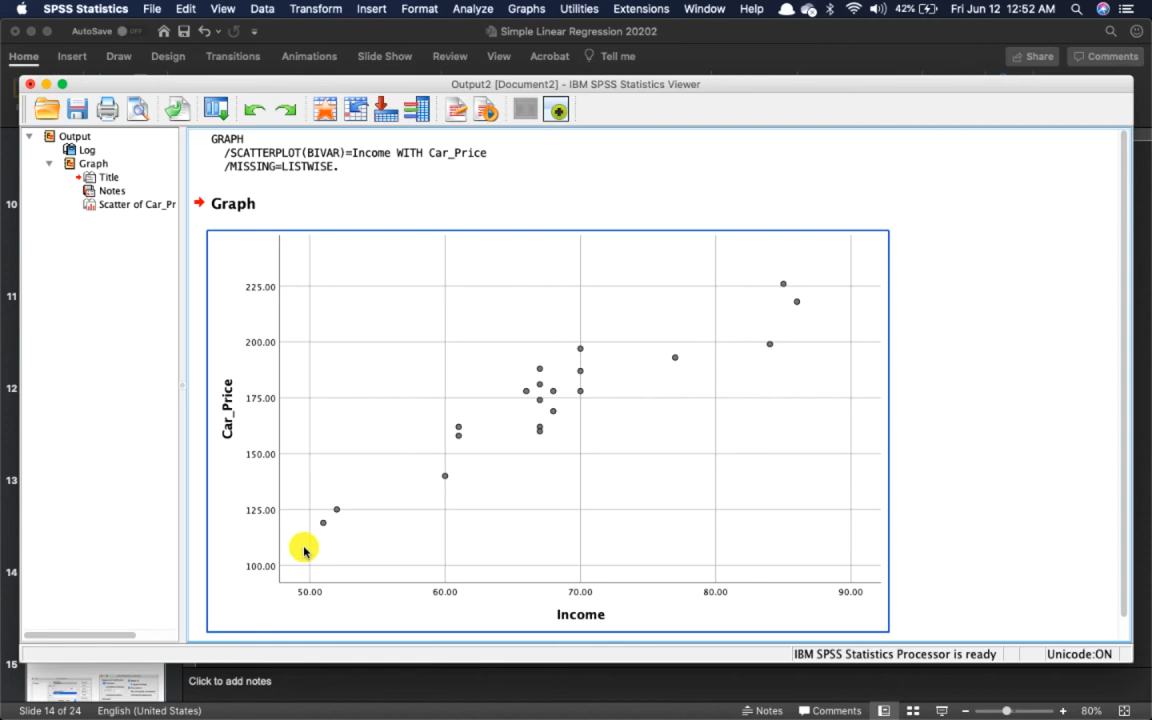 SPSS Statistics File Edit View Data Transform Insert Format Analyze Graphs Utilities Extensions Window Help 42% Fri Jun 12 12:52 AM
AutoSave OFF Simple Linear Regression 20202
Home Insert Draw Design Transitions Animations Slide Show Review View Acrobat Tell me Share Comments
Output2 [Document2] - IBM SPSS Statistics Viewer
Output
Log
Graph
Title
Notes
Scatter of Car_Pr
GRAPH
/SCATTERPLOT(BIVAR)=Income WITH Car_Price
/MISSING=LISTWISE.
Graph
Car_Price
225.00
200.00
175.00
150.00
125.00
100.00
50.00 60.00 70.00 80.00 90.00
Income
10
11
12
13
14
15
IBM SPSS Statistics Processor is ready Unicode:ON
Click to add notes
Slide 14 of 24 English (United States) Notes Comments 80%